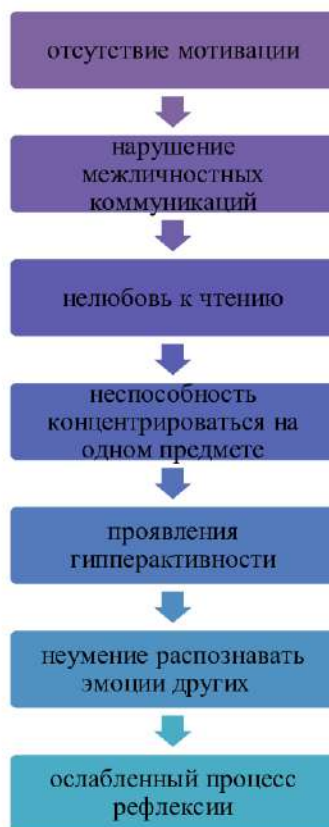 отсутствие мотивации
нарушение
межличностных
коммуникаций
нелюбовь к чтению
неспособность
концентрироваться на
одном предмете
проявления
гипперактивности
неумение распознавать
эмоции других
ослабленный процесс
рефлексии